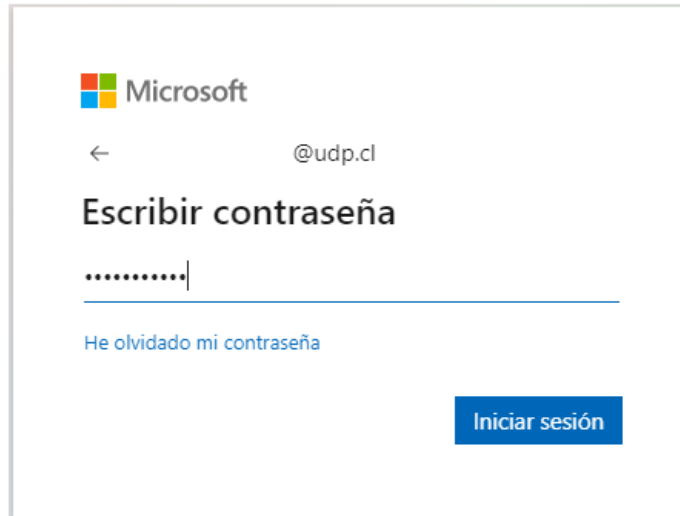 Microsoft
← @udp.cl
Escribir contraseña
•••••••••••
He olvidado mi contraseña
Iniciar sesión